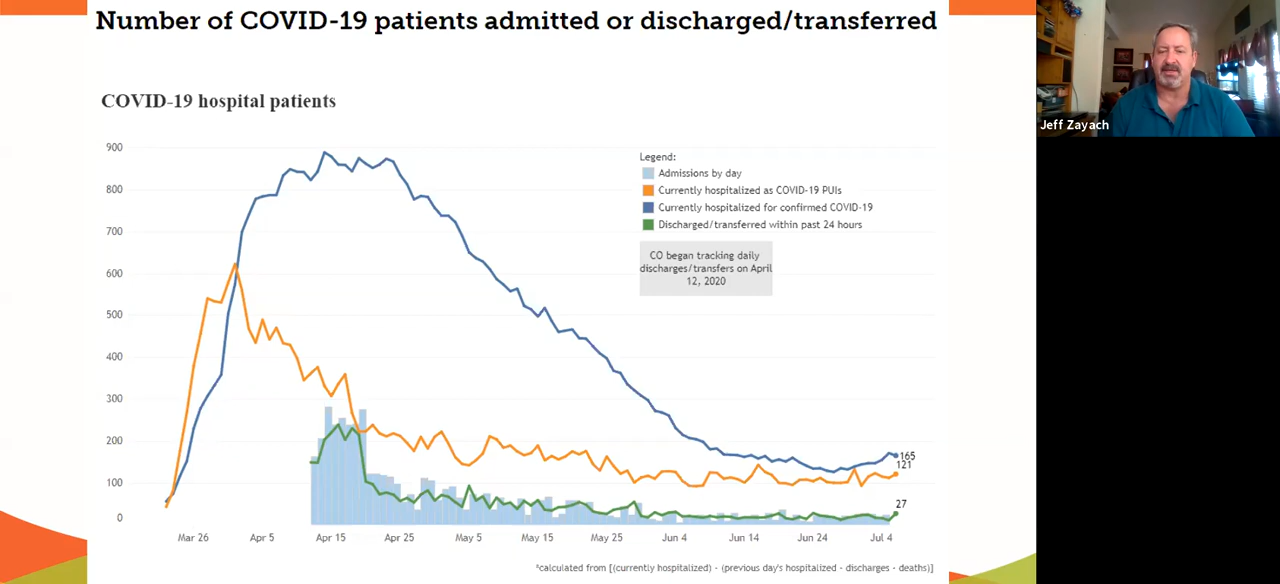 Number of COVID-19 patients admitted or discharged/transferred
COVID-19 hospital patients
900
800
700
600
500
400
300
200
100
0
Legend:
Admissions by day
Currently hospitalized as COVID-19 PUIs
Currently hospitalized for confirmed COVID-19
Discharged/transferred within past 24 hours
CO began tracking daily
discharges/transfers on April
12, 2020
165
121
27
Mar 26 Apr 5 Apr 15 Apr 25 May 5 May 15 May 25 Jun 4 Jun 14 Jun 24 Jul 4
*calculated from [(currently hospitalized) - (previous day's hospitalized - discharges - deaths)]
Jeff Zayach